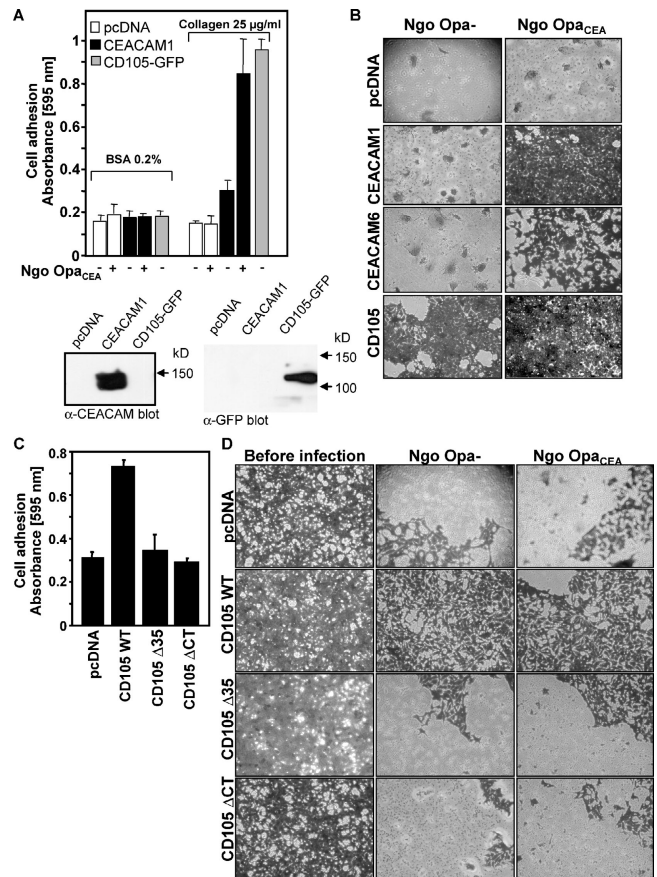 A
pcDNA
CEACAM1
CD105-GFP
Collagen 25 µg/ml
BSA 0.2%
Cell adhesion
Absorbance [595 nm]
1
0.8
0.6
0.4
0.2
0
Ngo OpaCEA - + - + - - + - + -
pcDNA CEACAM1 CD105-GFP
kD
150
α-CEACAM blot
pcDNA CEACAM1 CD105-GFP
kD
150
100
α-GFP blot
B
Ngo Opa- Ngo OpaCEA
pcDNA
CEACAM1
CEACAM6
CD105
C
Cell adhesion
Absorbance [595 nm]
0.8
0.6
0.4
0.2
0
pcDNA
CD105 WT
CD105 Δ35
CD105 ΔCT
D
Before infection Ngo Opa- Ngo OpaCEA
pcDNA
CD105 WT
CD105 Δ35
CD105 ΔCT